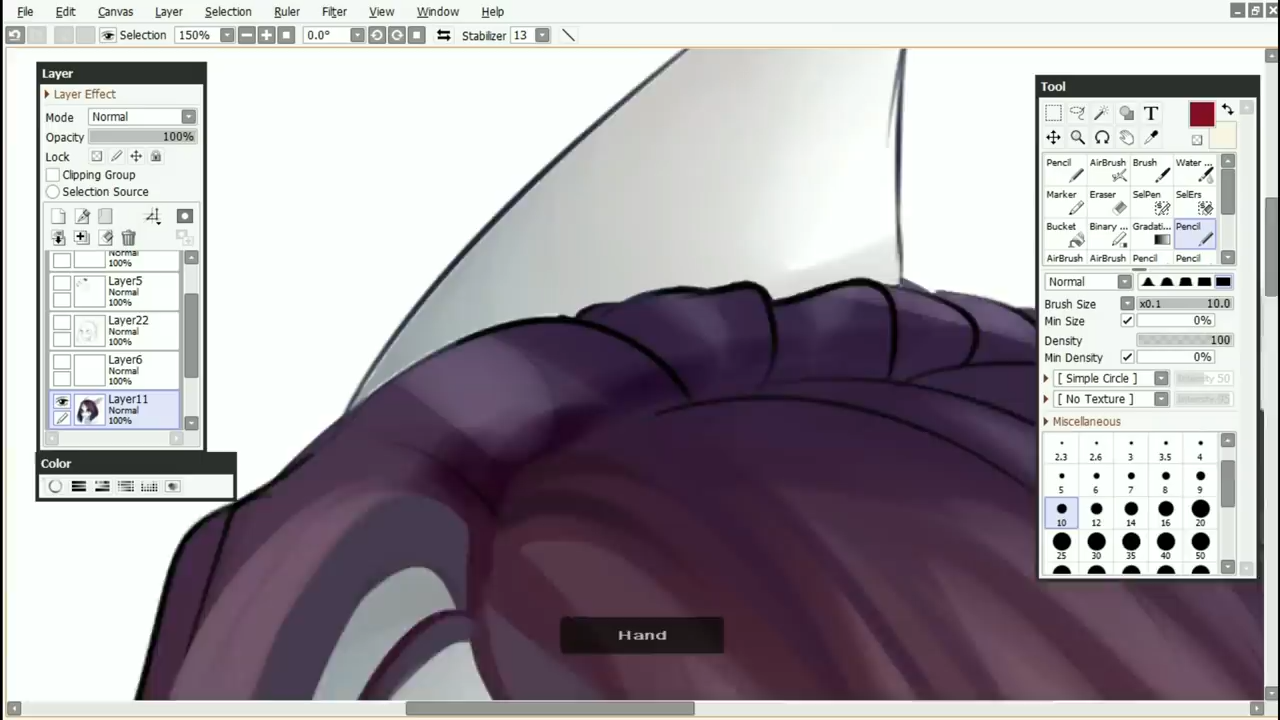 File Edit Canvas Layer Selection Ruler Filter View Window Help
Selection 150% 0.0° Stabilizer 13
Layer
Layer Effect
Mode Normal
Opacity 100%
Lock
Clipping Group
Selection Source
Normal
100%
Layer5
Normal
100%
Layer22
Normal
100%
Layer6
Normal
100%
Layer11
Normal
100%
Color
Hand
Tool
T
Pencil AirBrush Brush Water ...
Marker Eraser SelPen SelErs
Bucket Binary ... Gradati... Pencil
AirBrush AirBrush Pencil Pencil
Normal
Brush Size x0.1 10.0
Min Size 0%
Density 100
Min Density 0%
[ Simple Circle ] 50
[ No Texture ]
Miscellaneous
2.3 2.6 3 3.5 4
5 6 7 8 9
10 12 14 16 20
25 30 35 40 50